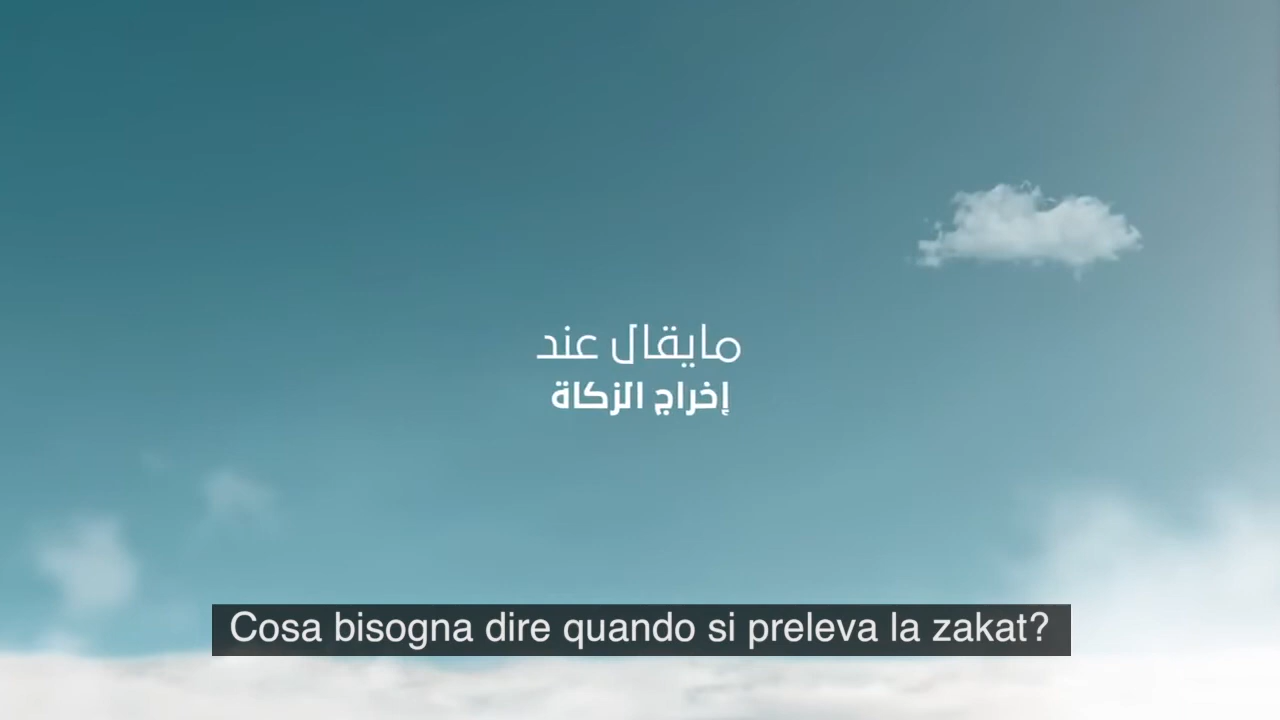 مايقال عند
إخراج الزكاة
Cosa bisogna dire quando si preleva la zakat?